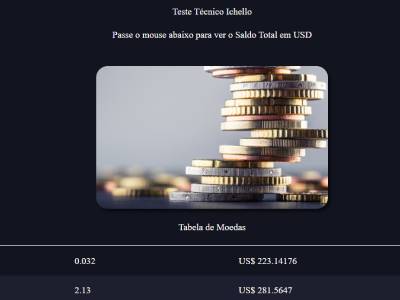 Teste Técnico Ichello
Passe o mouse abaixo para ver o Saldo Total em USD
Tabela de Moedas
0.032 US$ 223.14176
2.13 US$ 281.5647